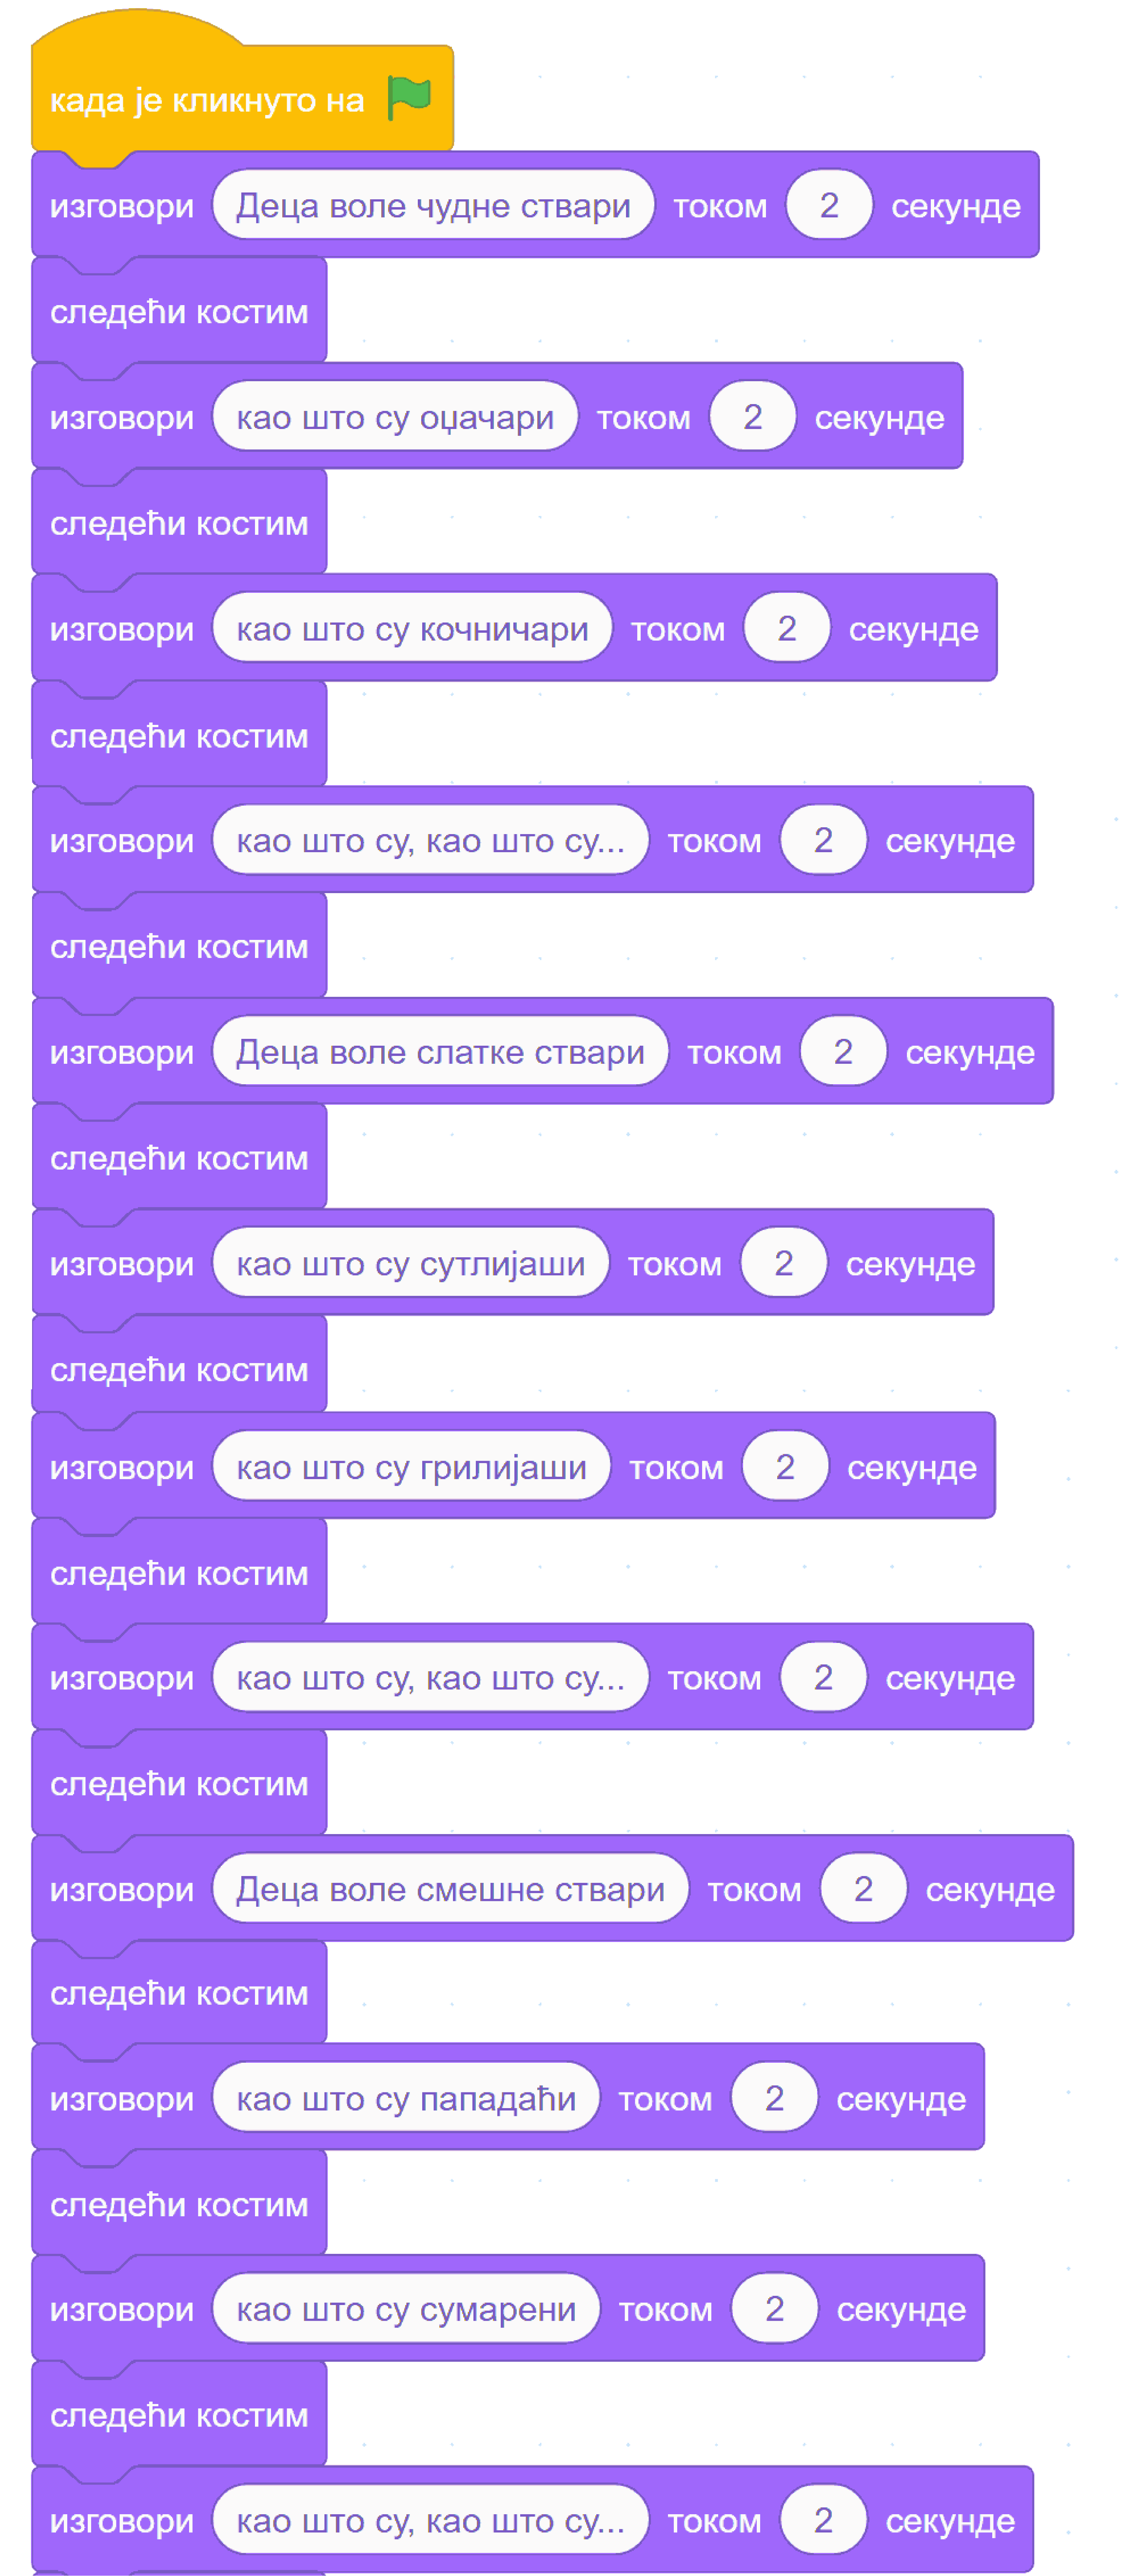 када је кликнуто на
изговори Деца воле чудне ствари током 2 секунде
следећи костим
изговори као што су оџачари током 2 секунде
следећи костим
изговори као што су кочничари током 2 секунде
следећи костим
изговори као што су, као што су... током 2 секунде
следећи костим
изговори Деца воле слатке ствари током 2 секунде
следећи костим
изговори као што су сутлијаши током 2 секунде
следећи костим
изговори као што су грилијаши током 2 секунде
следећи костим
изговори као што су, као што су... током 2 секунде
следећи костим
изговори Деца воле смешне ствари током 2 секунде
следећи костим
изговори као што су пападаћи током 2 секунде
следећи костим
изговори као што су сумарени током 2 секунде
следећи костим
изговори као што су, као што су... током 2 секунде